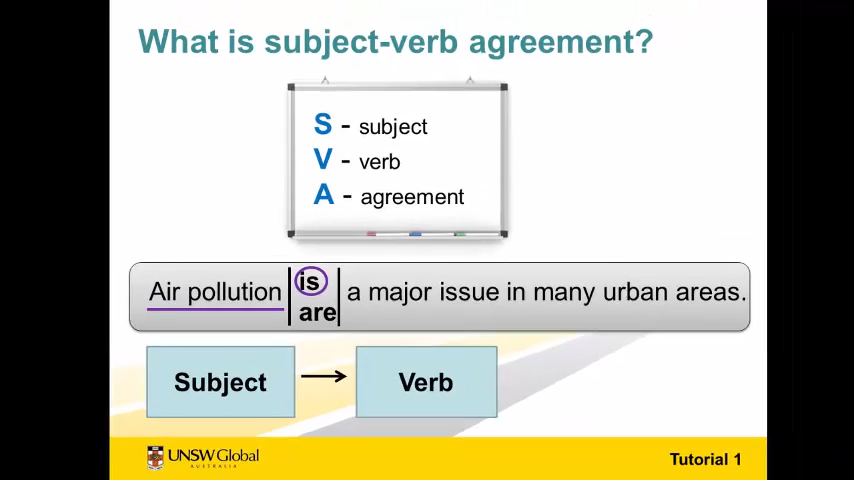 What is subject-verb agreement?
S - subject
V - verb
A - agreement
Air pollution is a major issue in many urban areas.
are
Subject
Verb
UNSW Global
AUSTRALIA
Tutorial 1